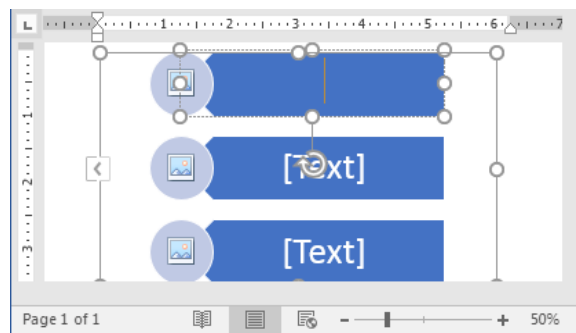 L 1 2 3 4 5 6 7
1
[Text]
2
[Text]
3
Page 1 of 1 - + 50%